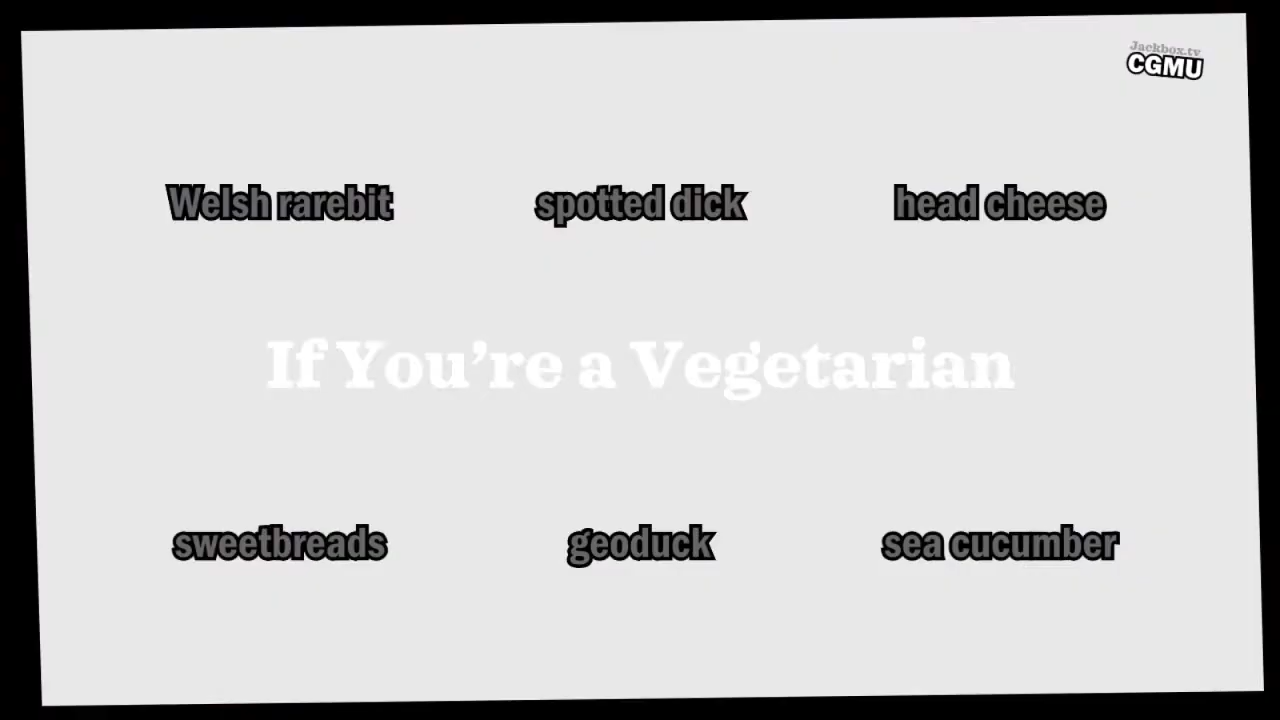 Jackbox.tv
CGMU
Welsh rarebit
spotted dick
head cheese
If You're a Vegetarian
sweetbreads
geoduck
sea cucumber